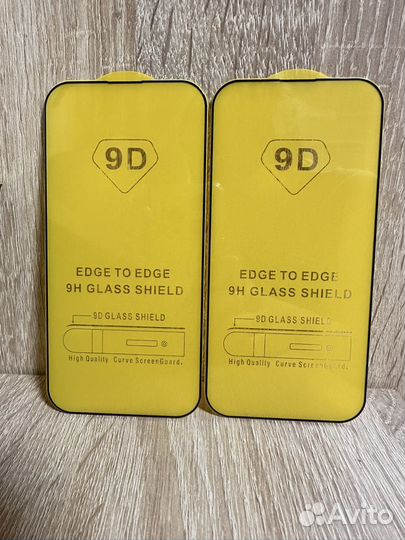 9D
EDGE TO EDGE
9H GLASS SHIELD
9D GLASS SHIELD
High Quality Curve ScreenGuard.
9D
EDGE TO EDGE
9H GLASS SHIELD
9D GLASS SHIELD
High Quality Curve ScreenGuard.
Avito